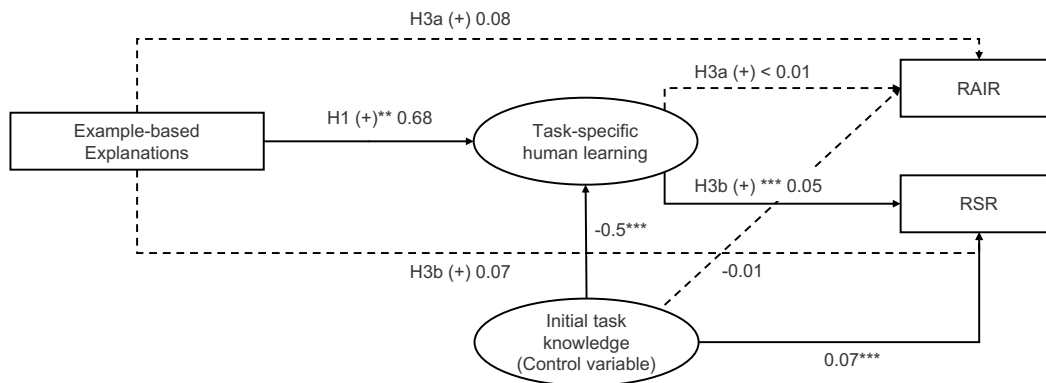 H3a (+) 0.08
H3a (+) < 0.01
RAIR
Example-based
Explanations
H1 (+)** 0.68
Task-specific
human learning
H3b (+) *** 0.05
RSR
-0.5***
H3b (+) 0.07
-0.01
Initial task
knowledge
(Control variable)
0.07***